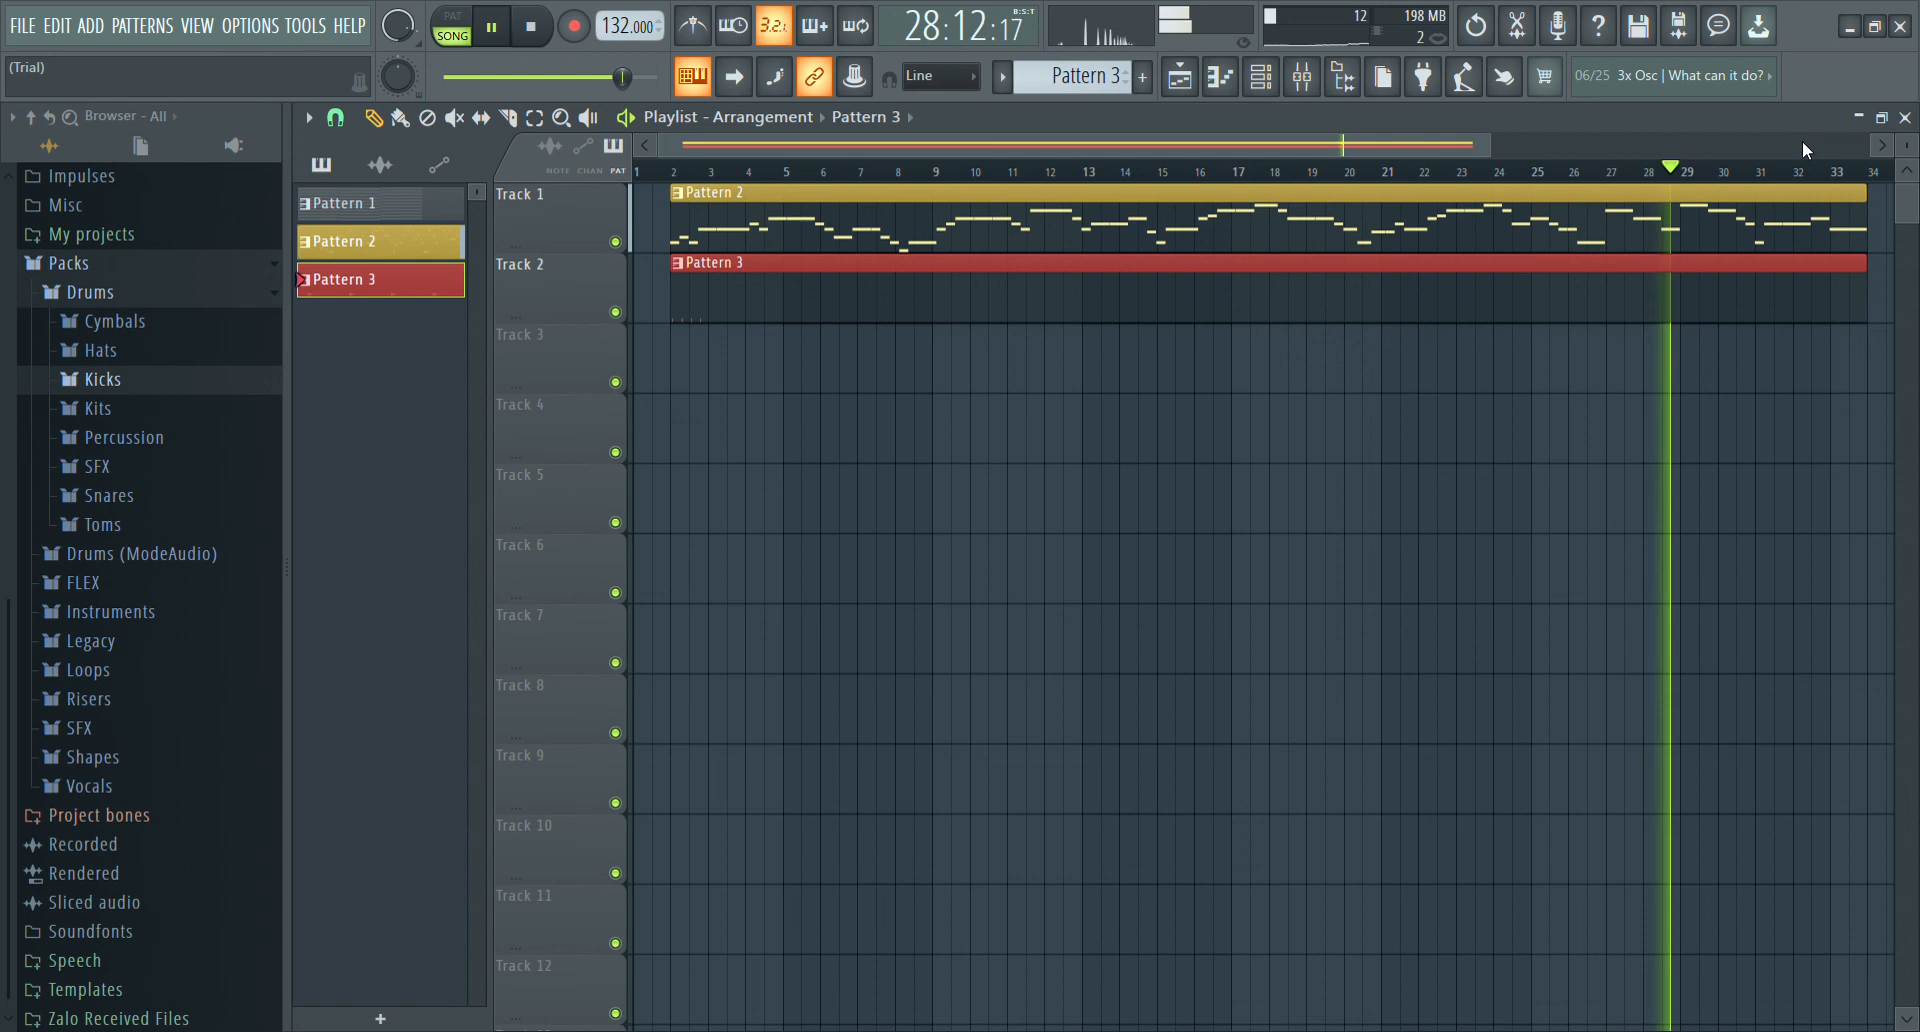 FILE EDIT ADD PATTERNS VIEW OPTIONS TOOLS HELP
PAT
SONG
132.000
3.2.
28:12:17
B:S:T
12
198 MB
2
(Trial)
Line
Pattern 3
06/25 3x Osc | What can it do?
Browser - All
Playlist - Arrangement
Pattern 3
Impulses
Misc
My projects
Packs
Drums
Cymbals
Hats
Kicks
Kits
Percussion
SFX
Snares
Toms
Drums (ModeAudio)
FLEX
Instruments
Legacy
Loops
Risers
SFX
Shapes
Vocals
Project bones
Recorded
Rendered
Sliced audio
Soundfonts
Speech
Templates
Zalo Received Files
Pattern 1
Pattern 2
Pattern 3
NOTE CHAN PAT
1 2 3 4 5 6 7 8 9 10 11 12 13 14 15 16 17 18 19 20 21 22 23 24 25 26 27 28 29 30 31 32 33 34
Track 1
Pattern 2
Track 2
Pattern 3
Track 3
Track 4
Track 5
Track 6
Track 7
Track 8
Track 9
Track 10
Track 11
Track 12